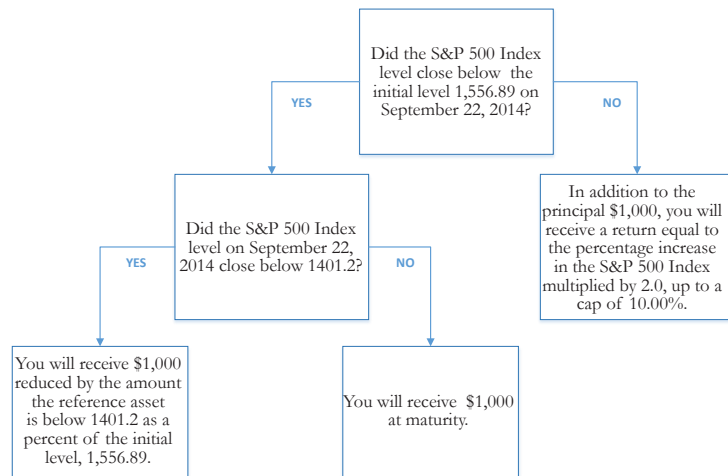 Did the S&P 500 Index
level close below the
initial level 1,556.89 on
September 22, 2014?
YES
NO
Did the S&P 500 Index
level on September 22,
2014 close below 1401.2?
In addition to the
principal $1,000, you will
receive a return equal to
the percentage increase
in the S&P 500 Index
multiplied by 2.0, up to a
cap of 10.00%.
YES
NO
You will receive $1,000
reduced by the amount
the reference asset
is below 1401.2 as a
percent of the initial
level, 1,556.89.
You will receive $1,000
at maturity.